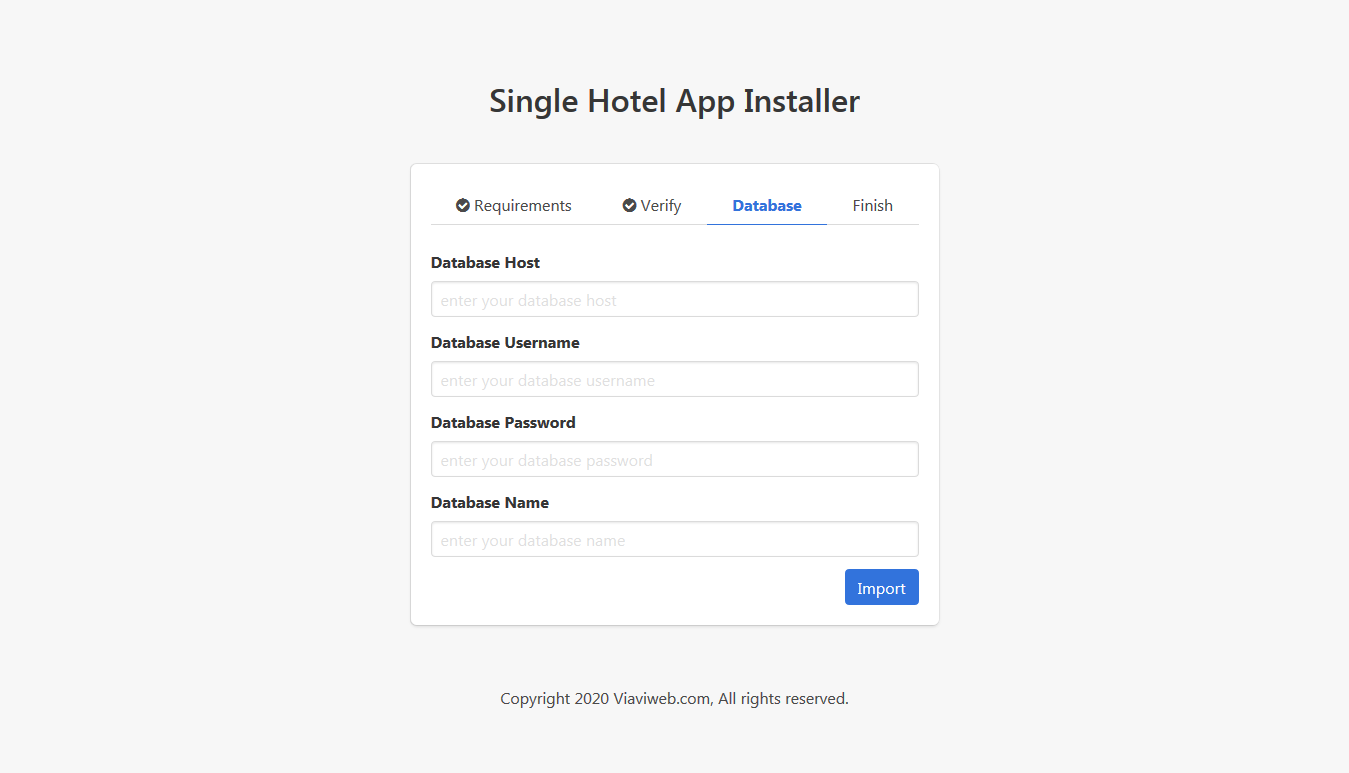 Single Hotel App Installer
Requirements Verify Database Finish
Database Host
enter your database host
Database Username
enter your database username
Database Password
enter your database password
Database Name
enter your database name
Import
Copyright 2020 Viaviweb.com, All rights reserved.